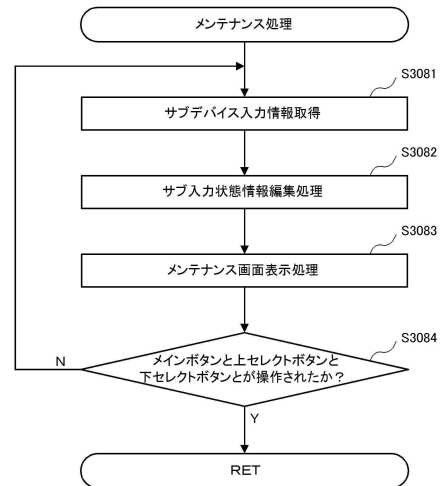 メンテナンス処理
S3081
サブデバイス入力情報取得
S3082
サブ入力状態情報編集処理
S3083
メンテナンス画面表示処理
S3084
メインボタンと上セレクトボタンと
下セレクトボタンとが操作されたか？
N
Y
RET